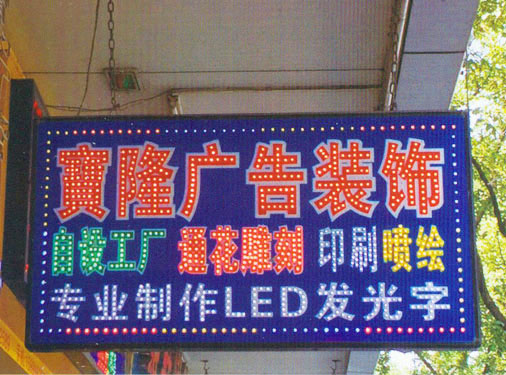 寳隆广告装饰
自设工厂 通花雕刻 印刷喷绘
专业制作LED发光字